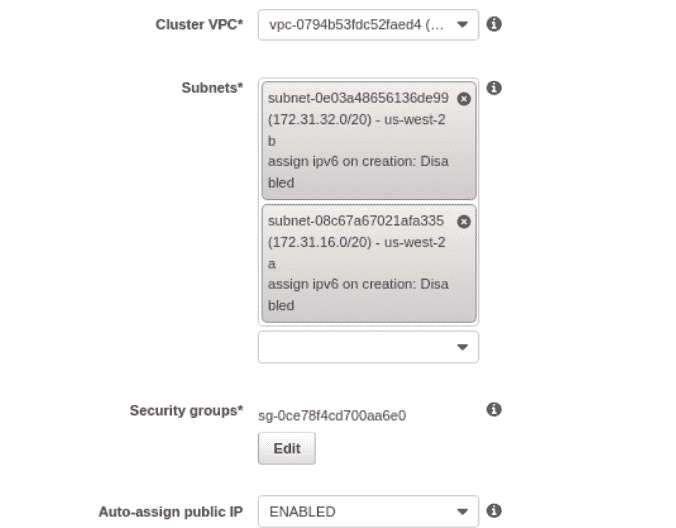 Cluster VPC* vpc-0794b53fdc52faed4 (...
Subnets*
subnet-0e03a48656136de99
(172.31.32.0/20) - us-west-2
b
assign ipv6 on creation: Disa
bled
subnet-08c67a67021afa335
(172.31.16.0/20) - us-west-2
a
assign ipv6 on creation: Disa
bled
Security groups* sg-0ce78f4cd700aa6e0
Edit
Auto-assign public IP ENABLED